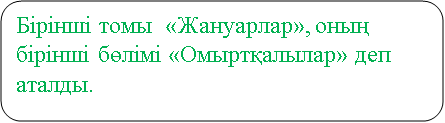 Бірінші томы «Жануарлар», оның
бірінші бөлімі «Омыртқалылар» деп
аталды.